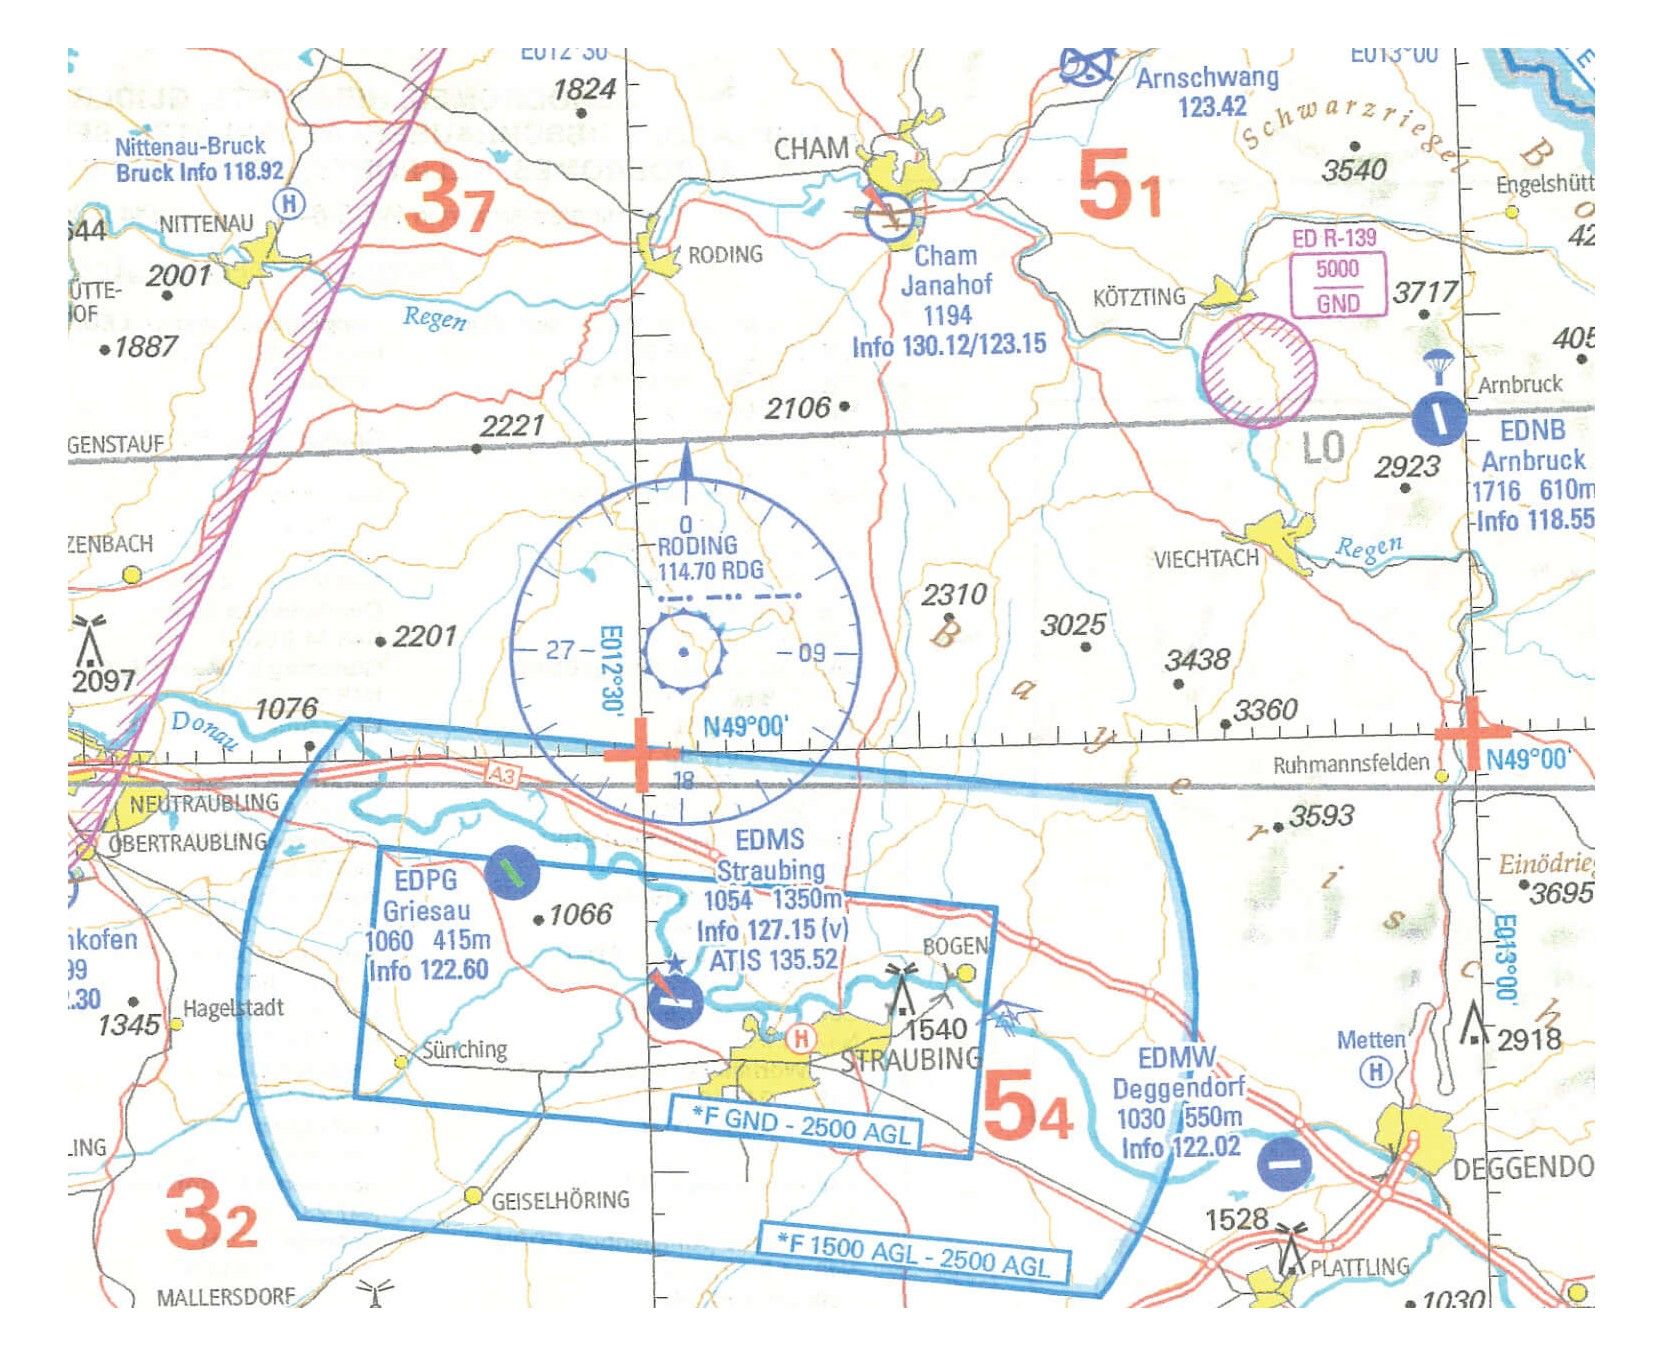 E012°30'
E013°00'
1824
Arnschwang
123.42
Schwarzriegel
Nittenau-Bruck
Bruck Info 118.92
H
CHAM
3540
B
37
51
Engelshütt
644
NITTENAU
ED R-139
5000
GND
42
2001
RODING
Cham
Janahof
1194
Info 130.12/123.15
ÜTTE-
HOF
KÖTZTING
3717
Regen
1887
405
2106
Arnbruck
GENSTAUF
2221
LO
EDNB
Arnbruck
1716 610m
Info 118.55
2923
0
RODING
114.70 RDG
ZENBACH
VIECHTACH
Regen
2310
B
3025
2201
E012°30'
27
09
3438
2097
a
1076
Donau
N49°00'
3360
y
Ruhmannsfelden
N49°00'
A3
18
e
NEUTRAUBLING
3593
r
OBERTRAUBLING
EDMS
Straubing
1054 1350m
Info 127.15 (v)
ATIS 135.52
EDPG
Griesau
1060 415m
Info 122.60
1066
i
Einödrie
3695
s
nkofen
99
2.30
BOGEN
E013°00'
c
1345
Hagelstadt
1540
h
2918
Sünching
H
STRAUBING
Metten
H
EDMW
Deggendorf
1030 550m
Info 122.02
54
*F GND - 2500 AGL
LING
DEGGENDO
32
GEISELHÖRING
1528
*F 1500 AGL - 2500 AGL
PLATTLING
MALLERSDORF
1030